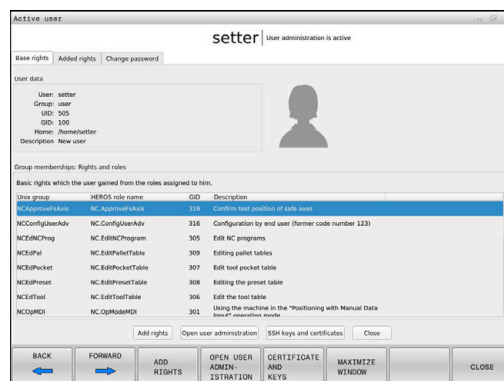 Active user
setter User administration is active
Base rights Added rights Change password
User data
User: setter
Group: user
UID: 505
GID: 100
Home: /home/setter
Description New user
Group memberships: Rights and roles
Basic rights which the user gained from the roles assigned to him.
Unix group HEROS role name GID Description
NCApproveFsAxis NC.ApproveFsAxis 319 Confirm test position of safe axes
NCConfigUserAdv NC.EditUserAdv 316 Configuration by end user (former code number 123)
NCEdNCProg NC.EditNCProgram 305 Edit NC programs
NCEdPal NC.EditPalletTable 309 Editing pallet tables
NCEdPocket NC.EditPocketTable 307 Edit tool pocket table
NCEdPreset NC.EditPresetTable 308 Editing the preset table
NCEdTool NC.EditToolTable 306 Edit the tool table
NCOpMDI NC.OpModeMDI 301 Using the machine in the "Positioning with Manual Data
Input" operating mode
Add rights Open user administration SSH keys and certificates Close
BACK FORWARD ADD RIGHTS OPEN USER ADMIN- ISTRATION CERTIFICATE AND KEYS MAXIMIZE WINDOW CLOSE